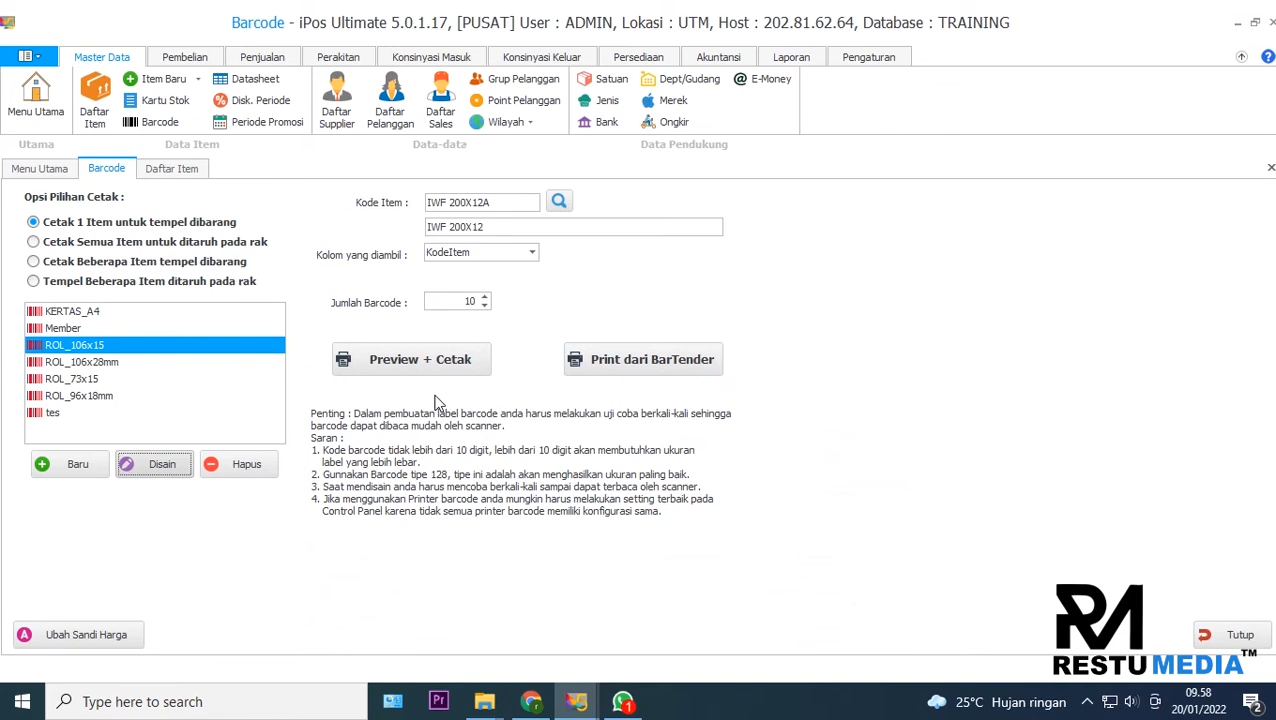 Barcode - iPos Ultimate 5.0.1.17, [PUSAT] User : ADMIN, Lokasi : UTM, Host : 202.81.62.64, Database : TRAINING
Master Data Pembelian Penjualan Perakitan Konsinyasi Masuk Konsinyasi Keluar Persediaan Akuntansi Laporan Pengaturan
Item Baru Datasheet Grup Pelanggan Satuan Dept/Gudang E-Money
Kartu Stok Disk. Periode Point Pelanggan Jenis Merek
Menu Utama Daftar Item Barcode Periode Promosi Daftar Supplier Daftar Pelanggan Daftar Sales Wilayah Bank Ongkir
Utama Data Item Data-data Data Pendukung
Menu Utama Barcode Daftar Item
Opsi Pilihan Cetak :
Cetak 1 Item untuk tempel dibarang
Cetak Semua Item untuk ditaruh pada rak
Cetak Beberapa Item tempel dibarang
Tempel Beberapa Item ditaruh pada rak
KERTAS_A4
Member
ROL_106x15
ROL_106x28mm
ROL_73x15
ROL_96x18mm
tes
Baru Disain Hapus
Kode Item : IWF 200X12A
IWF 200X12
Kolom yang diambil : KodeItem
Jumlah Barcode : 10
Preview + Cetak Print dari BarTender
Penting : Dalam pembuatan label barcode anda harus melakukan uji coba berkali-kali sehingga
barcode dapat dibaca mudah oleh scanner.
Saran :
1. Kode barcode tidak lebih dari 10 digit, lebih dari 10 digit akan membutuhkan ukuran
label yang lebih lebar.
2. Gunnakan Barcode tipe 128, tipe ini adalah akan menghasilkan ukuran paling baik.
3. Saat mendisain anda harus mencoba berkali-kali sampai dapat terbaca oleh scanner.
4. Jika menggunakan Printer barcode anda mungkin harus melakukan setting terbaik pada
Control Panel karena tidak semua printer barcode memiliki konfigurasi sama.
A Ubah Sandi Harga
Tutup
RM
RESTU MEDIA™
Type here to search
Pr
1
25°C Hujan ringan
09.58
20/01/2022
2